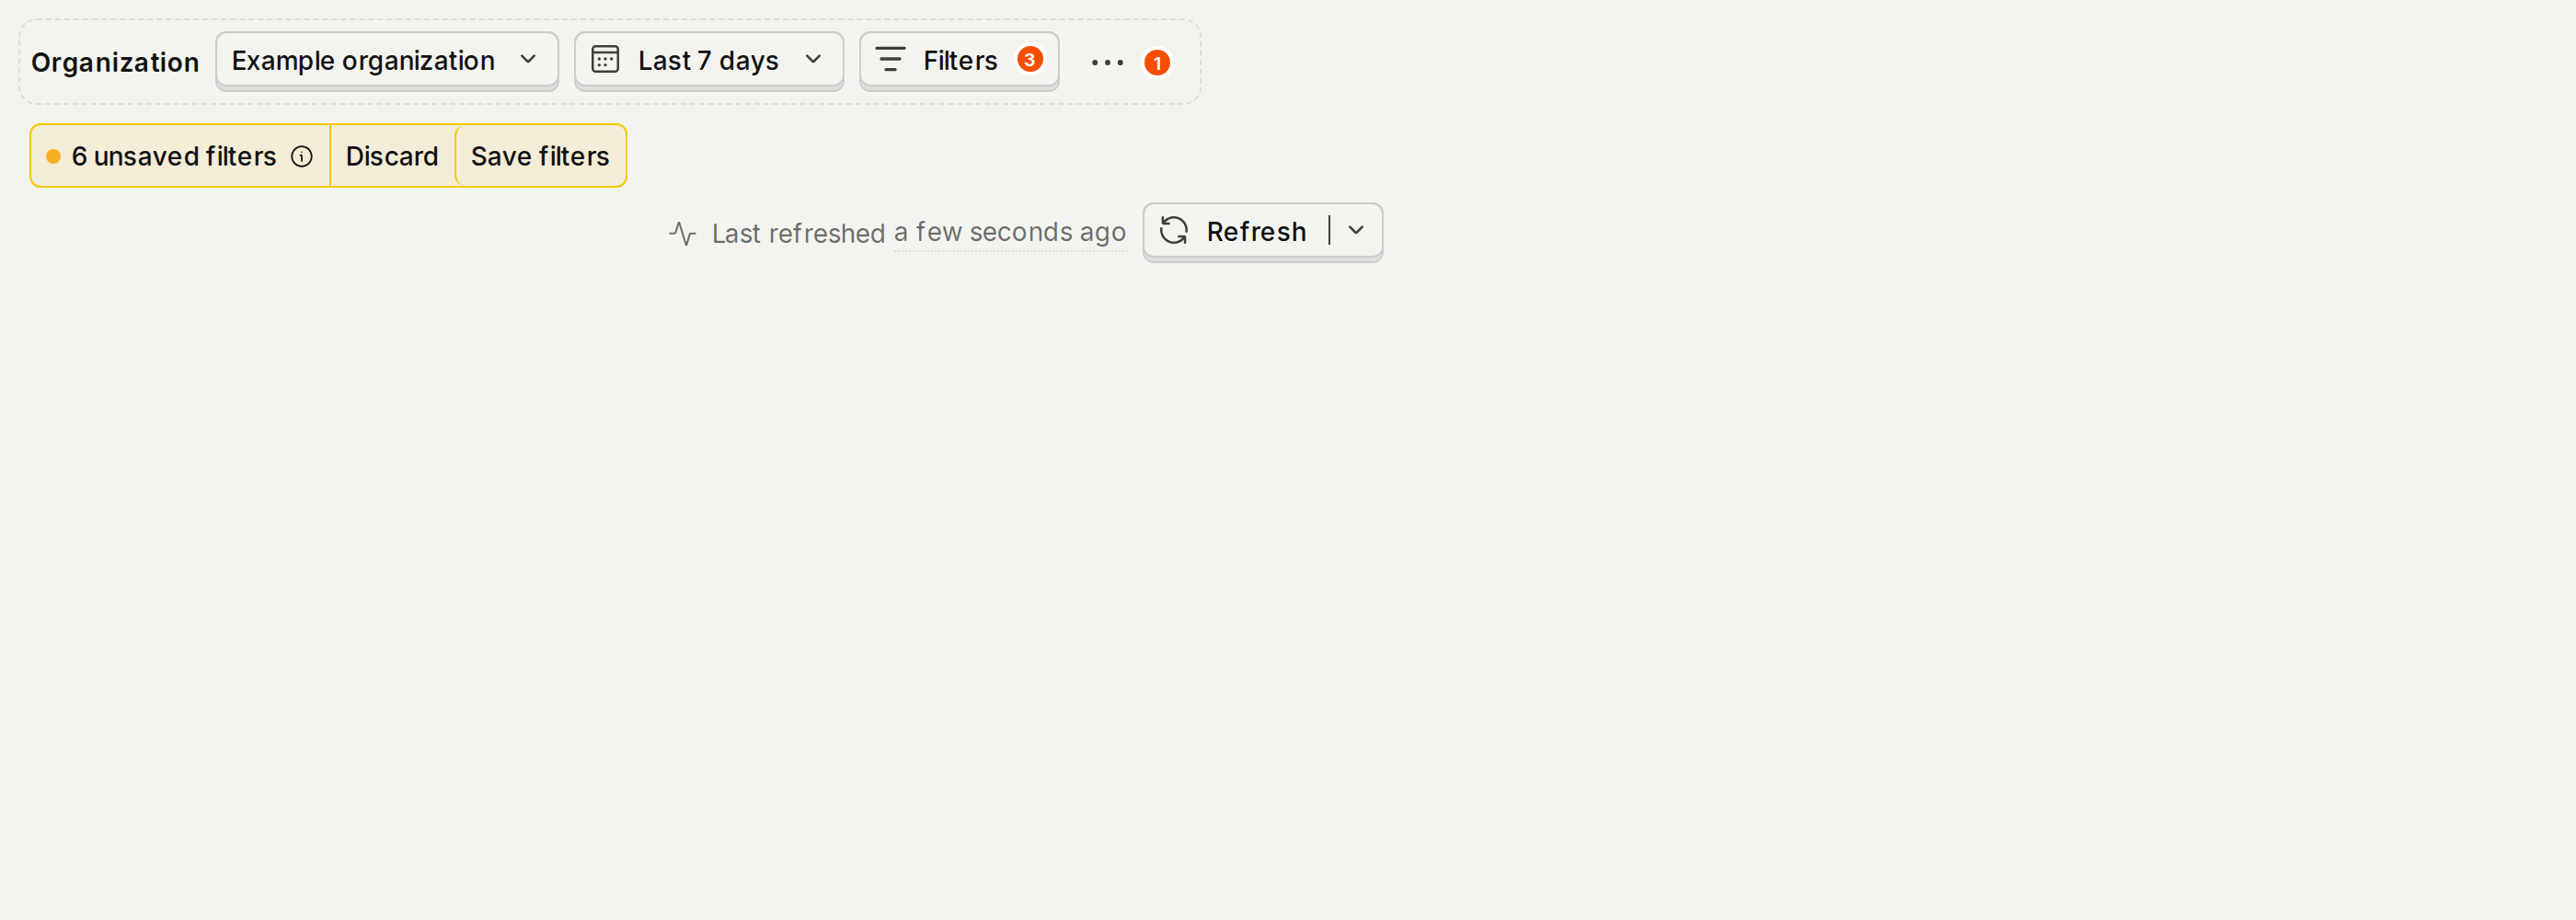 Organization Example organization Last 7 days Filters 3 1
6 unsaved filters Discard Save filters
Last refreshed a few seconds ago Refresh